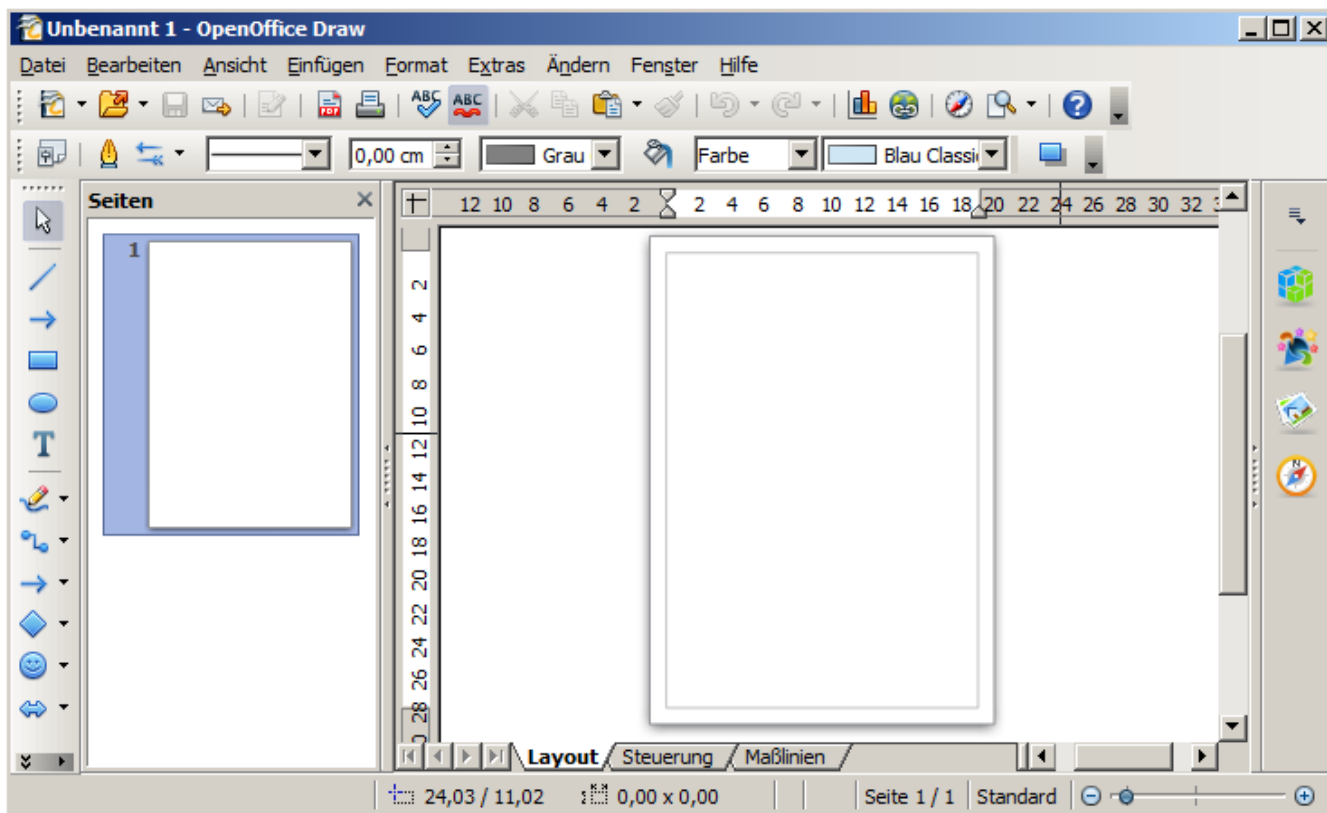 Unbenannt 1 - OpenOffice Draw
Datei Bearbeiten Ansicht Einfügen Format Extras Ändern Fenster Hilfe
ABC ABC
0,00 cm Grau Farbe Blau Classi
Seiten
12 10 8 6 4 2 2 4 6 8 10 12 14 16 18 20 22 24 26 28 30 32
1
2
4
6
8
10
12
14
16
18
20
22
24
26
28
T
N
Layout Steuerung Maßlinien
24,03 / 11,02 0,00 x 0,00 Seite 1 / 1 Standard